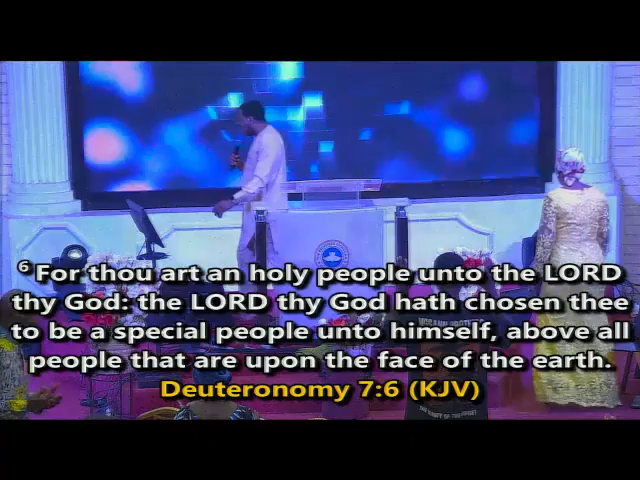 6 For thou art an holy people unto the LORD
thy God: the LORD thy God hath chosen thee
to be a special people unto himself, above all
people that are upon the face of the earth.
Deuteronomy 7:6 (KJV)